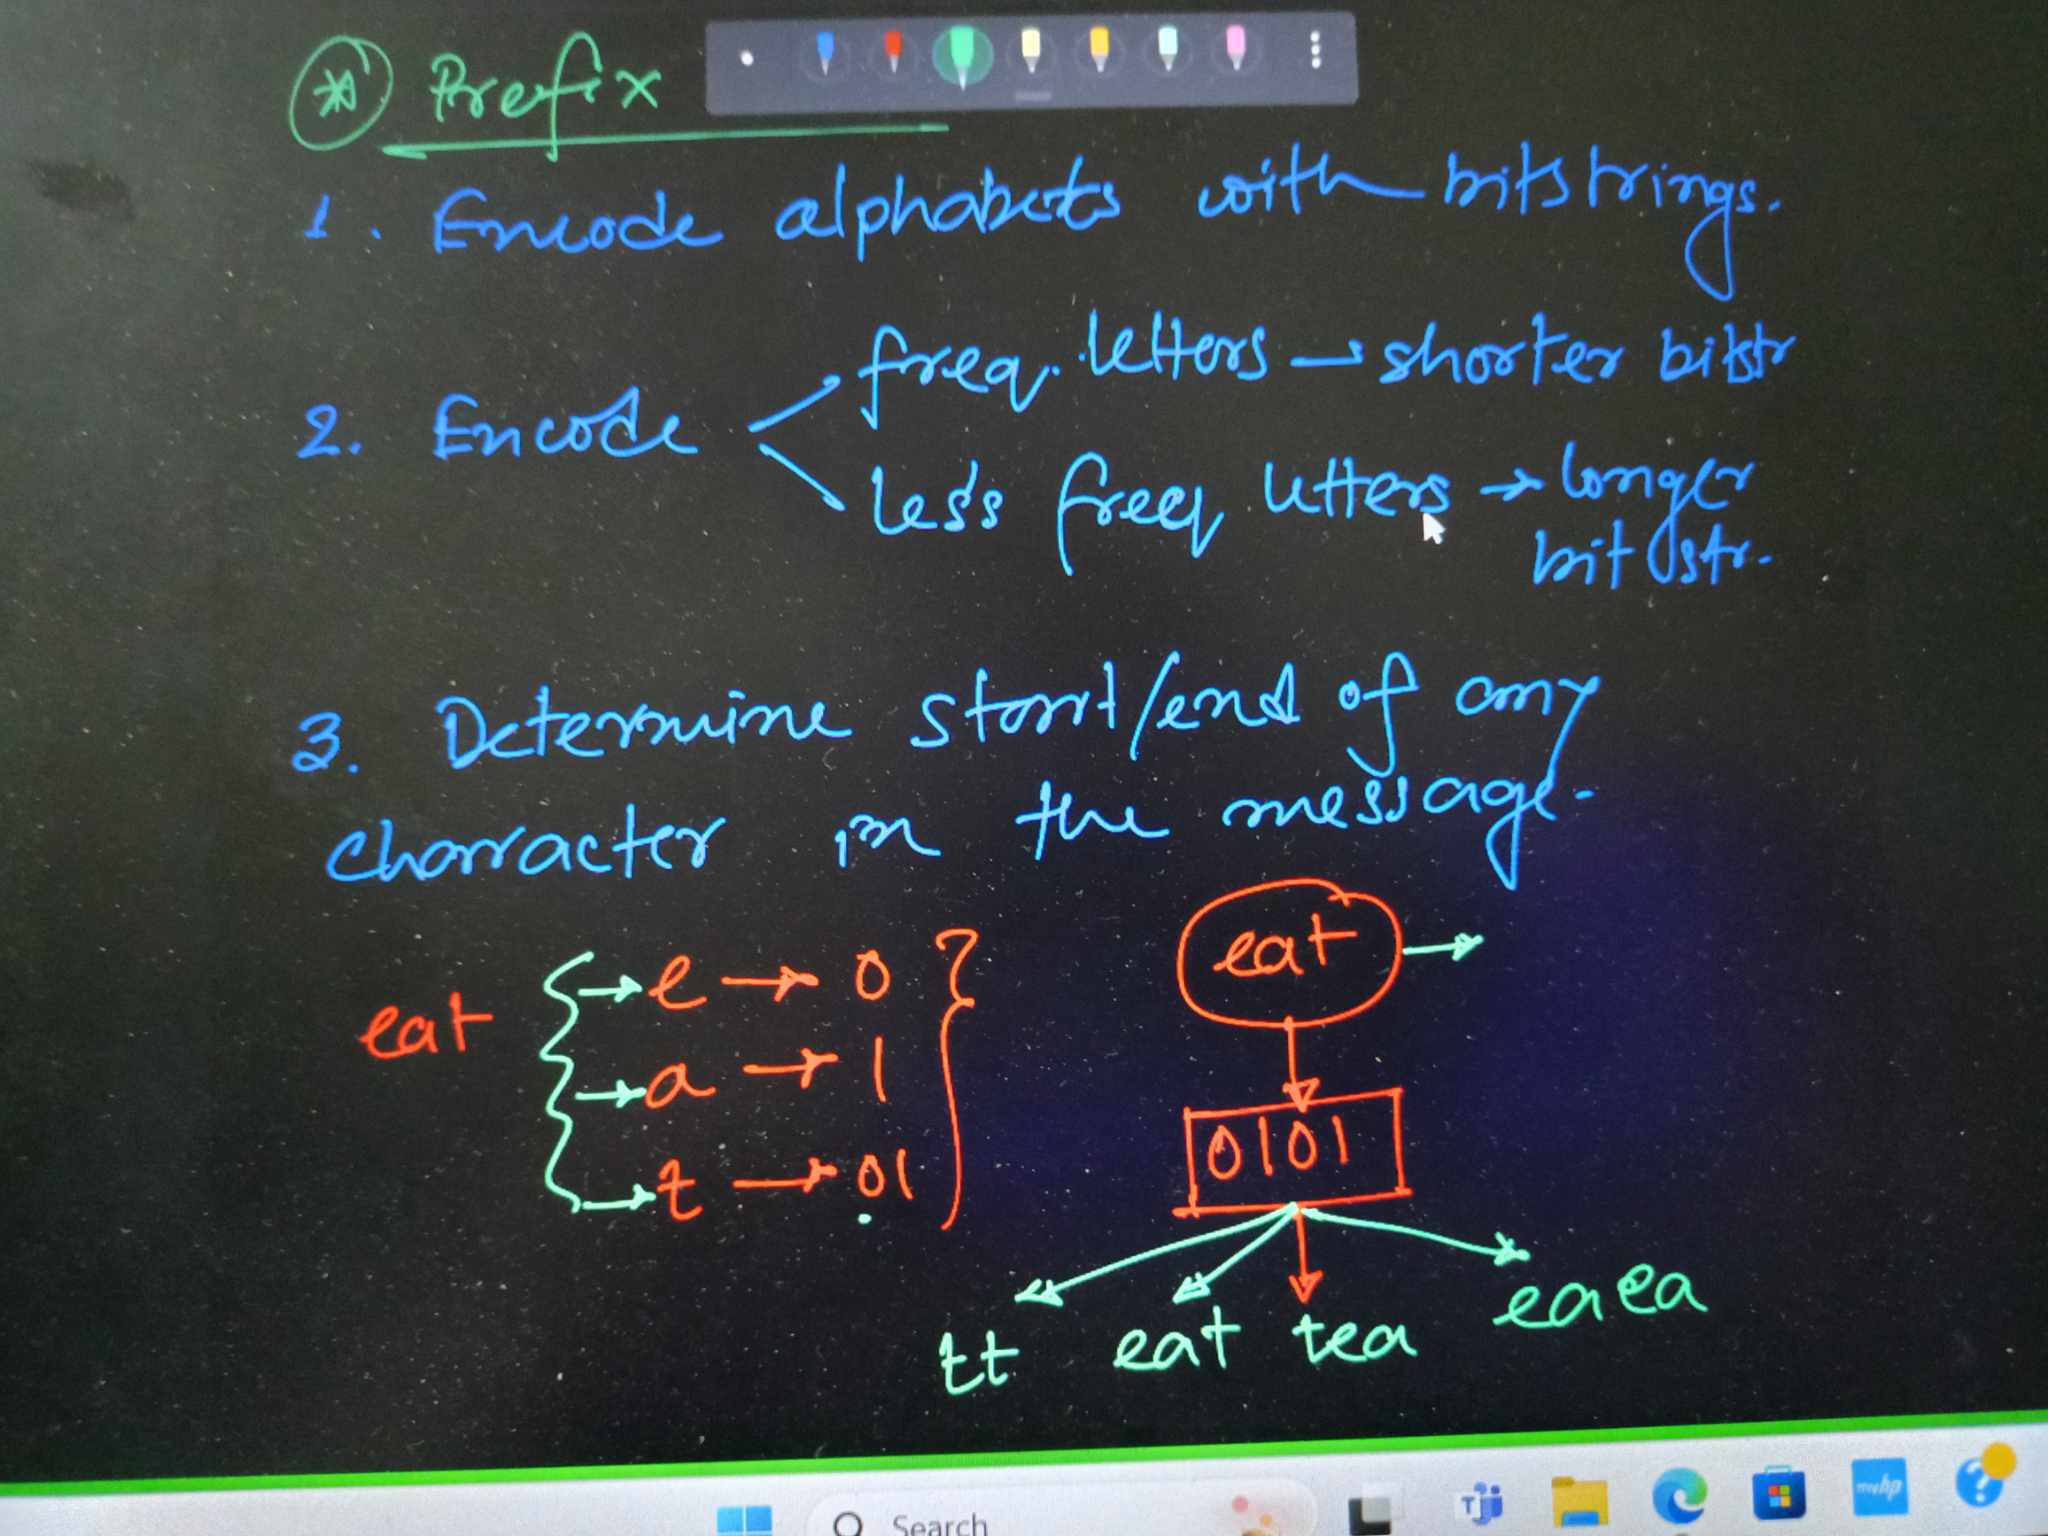 * Prefix
1. Encode alphabets with bitstrings.
2. Encode
freq. letters → shorter bitstr
less freq letters → longer
bit str.
3. Determine start/end of any
character in the message.
eat
e → 0
a → 1
t → 01
eat →
0101
tt eat tea eaea
Search
myhp